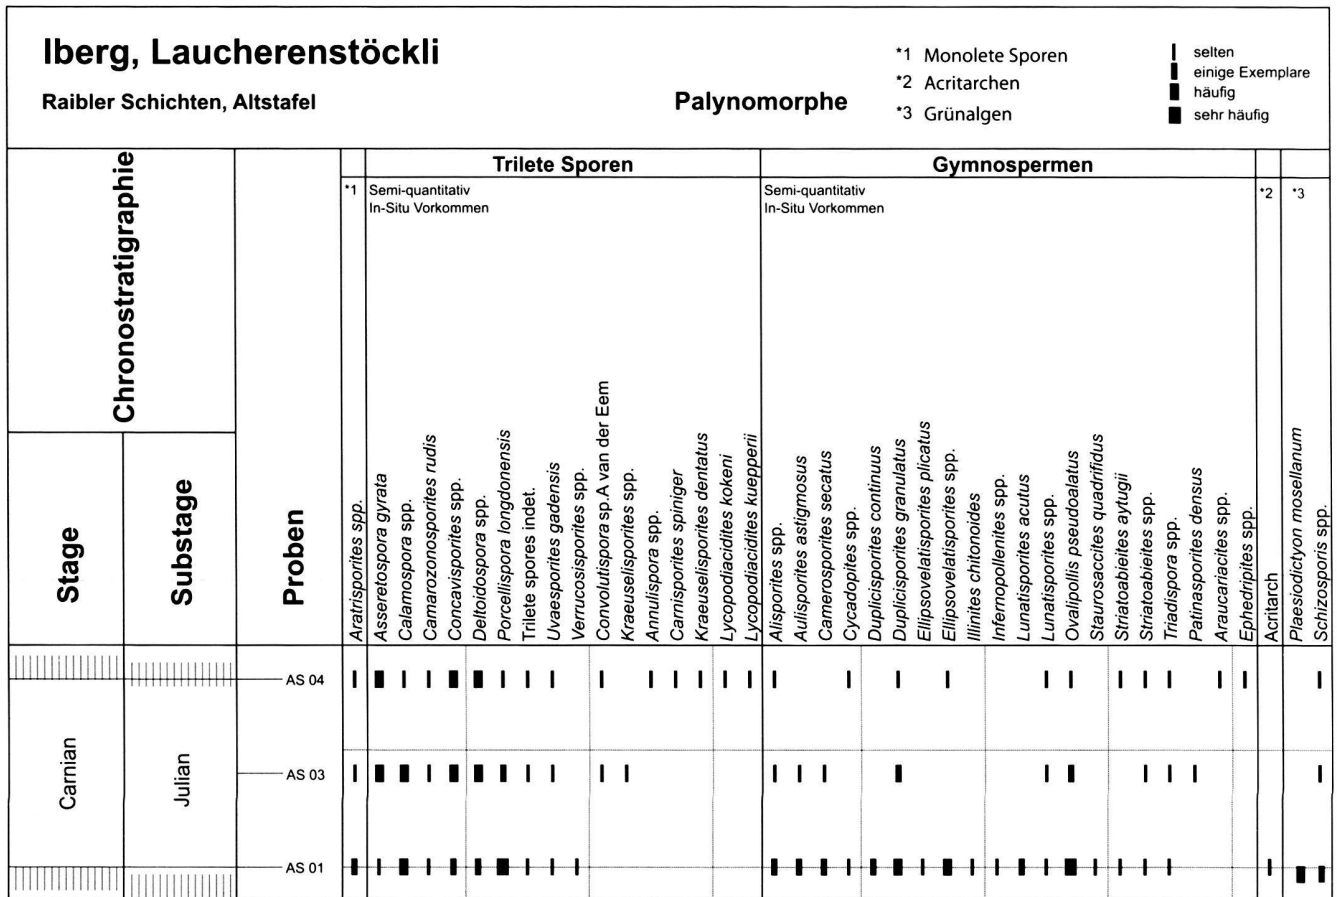 Iberg, Laucherenstöckli
Raibler Schichten, Altstafel
Palynomorphe
*1 Monolete Sporen
*2 Acritarchen
*3 Grünalgen
selten
einige Exemplare
häufig
sehr häufig
Chronostratigraphie
Stage
Substage
Proben
Trilete Sporen
Gymnospermen
*1
Semi-quantitativ
In-Situ Vorkommen
Semi-quantitativ
In-Situ Vorkommen
*2
*3
Aratrisporites spp.
Asseretospora gyrata
Calamospora spp.
Camarozonosporites rudis
Concavisporites spp.
Deltoidospora spp.
Porcellispora longdonensis
Trilete spores indet.
Uvaesporites gadensis
Verrucosisporites spp.
Convolutispora sp.A van der Eem
Kraeuselisporites spp.
Annulispora spp.
Carnisporites spiniger
Kraeuselisporites dentatus
Lycopodiacidites kokeni
Lycopodiacidites kuepperii
Alisporites spp.
Aulisporites astigmosus
Camerosporites secatus
Cycadopites spp.
Duplicisporites continuus
Duplicisporites granulatus
Ellipsovelatisporites plicatus
Ellipsovelatisporites spp.
Illinites chitonoides
Infernopollenites spp.
Lunatisporites acutus
Lunatisporites spp.
Ovalipollis pseudoalatus
Staurosaccites quadrifidus
Striatoabieites aytugii
Striatoabieites spp.
Triadispora spp.
Patinasporites densus
Araucariacites spp.
Ephedripites spp.
Acritarch
Plaesiodictyon mosellanum
Schizosporis spp.
Carnian
Julian
AS 04
AS 03
AS 01